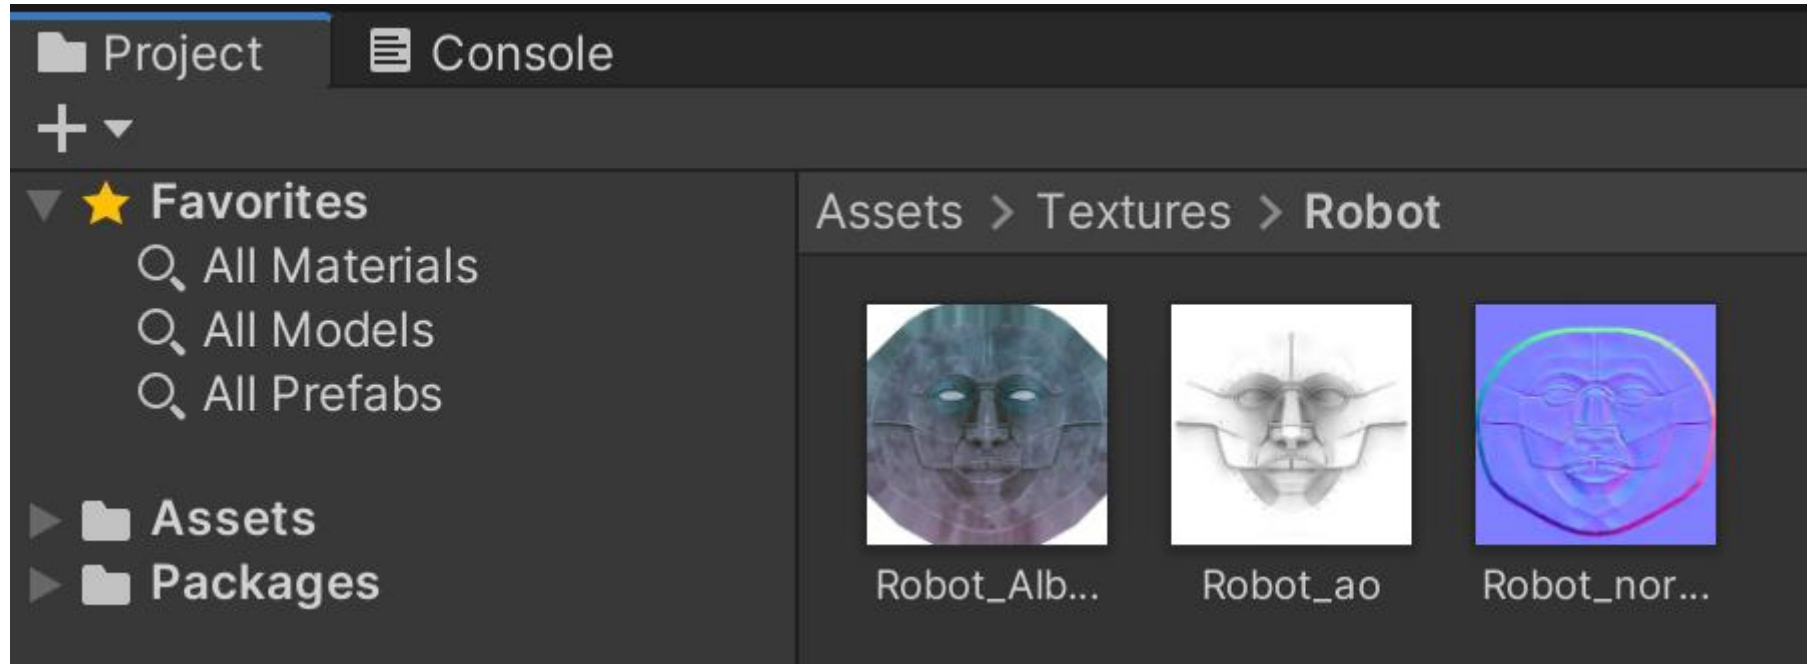 Project
Console
Favorites
All Materials
All Models
All Prefabs
Assets
Packages
Assets > Textures > Robot
Robot_Alb...
Robot_ao
Robot_nor...